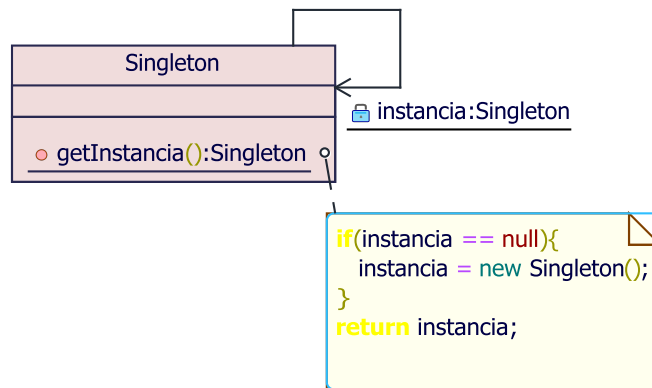 Singleton
instancia:Singleton
getInstancia():Singleton
if(instancia == null){
instancia = new Singleton();
}
return instancia;